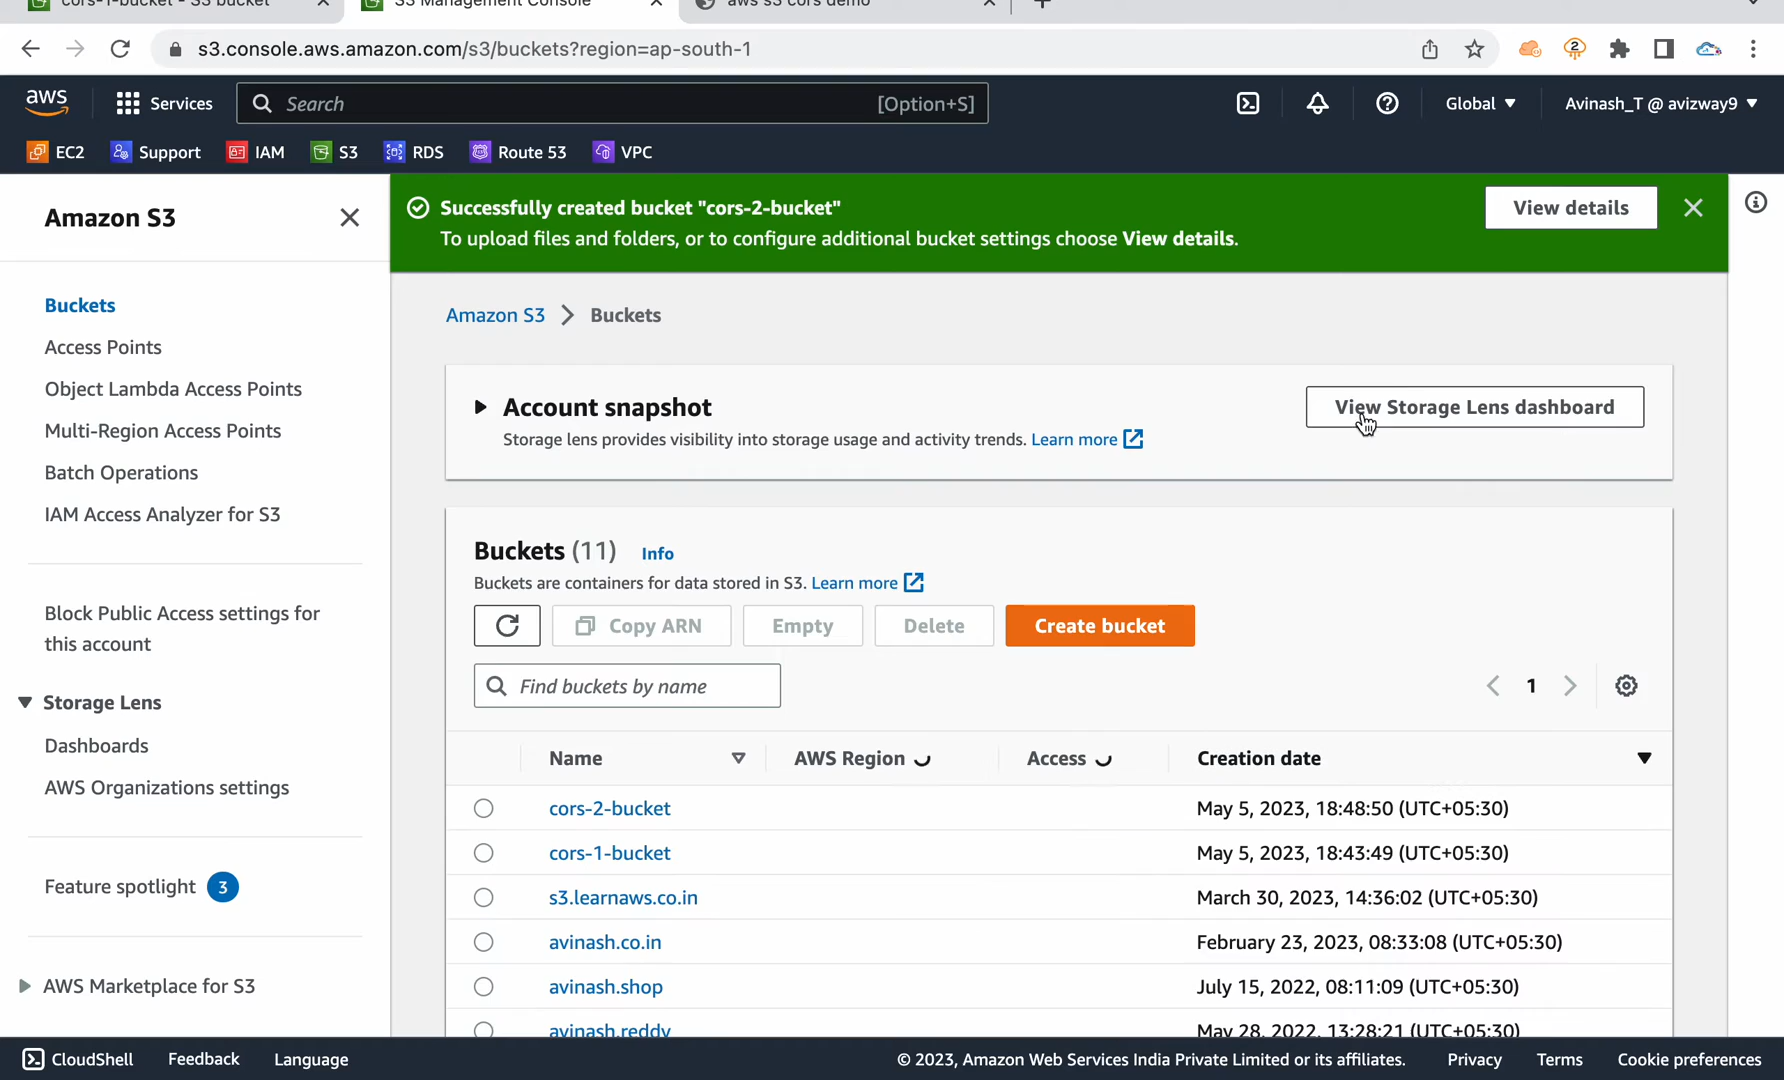 cors-1-bucket - S3 bucket
S3 Management Console
aws s3 cors demo
s3.console.aws.amazon.com/s3/buckets?region=ap-south-1
2
aws
Services
Search
[Option+S]
Global
Avinash_T @ avizway9
EC2
Support
IAM
S3
RDS
Route 53
VPC
Amazon S3
Buckets
Access Points
Object Lambda Access Points
Multi-Region Access Points
Batch Operations
IAM Access Analyzer for S3
Block Public Access settings for
this account
Storage Lens
Dashboards
AWS Organizations settings
Feature spotlight 3
AWS Marketplace for S3
Successfully created bucket "cors-2-bucket"
To upload files and folders, or to configure additional bucket settings choose View details.
View details
Amazon S3 > Buckets
Account snapshot
Storage lens provides visibility into storage usage and activity trends. Learn more
View Storage Lens dashboard
Buckets (11) Info
Buckets are containers for data stored in S3. Learn more
Copy ARN
Empty
Delete
Create bucket
Find buckets by name
1
Name
AWS Region
Access
Creation date
cors-2-bucket May 5, 2023, 18:48:50 (UTC+05:30)
cors-1-bucket May 5, 2023, 18:43:49 (UTC+05:30)
s3.learnaws.co.in March 30, 2023, 14:36:02 (UTC+05:30)
avinash.co.in February 23, 2023, 08:33:08 (UTC+05:30)
avinash.shop July 15, 2022, 08:11:09 (UTC+05:30)
avinash.reddy May 28, 2022, 13:28:21 (UTC+05:30)
CloudShell
Feedback
Language
© 2023, Amazon Web Services India Private Limited or its affiliates.
Privacy
Terms
Cookie preferences